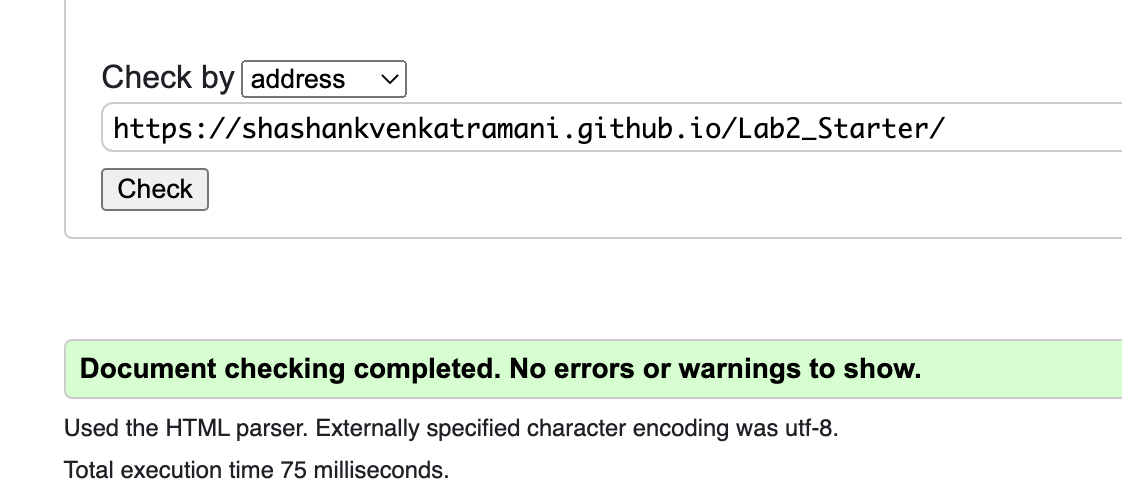 Check by address
https://shashankvenkatramani.github.io/Lab2_Starter/
Check
Document checking completed. No errors or warnings to show.
Used the HTML parser. Externally specified character encoding was utf-8.
Total execution time 75 milliseconds.